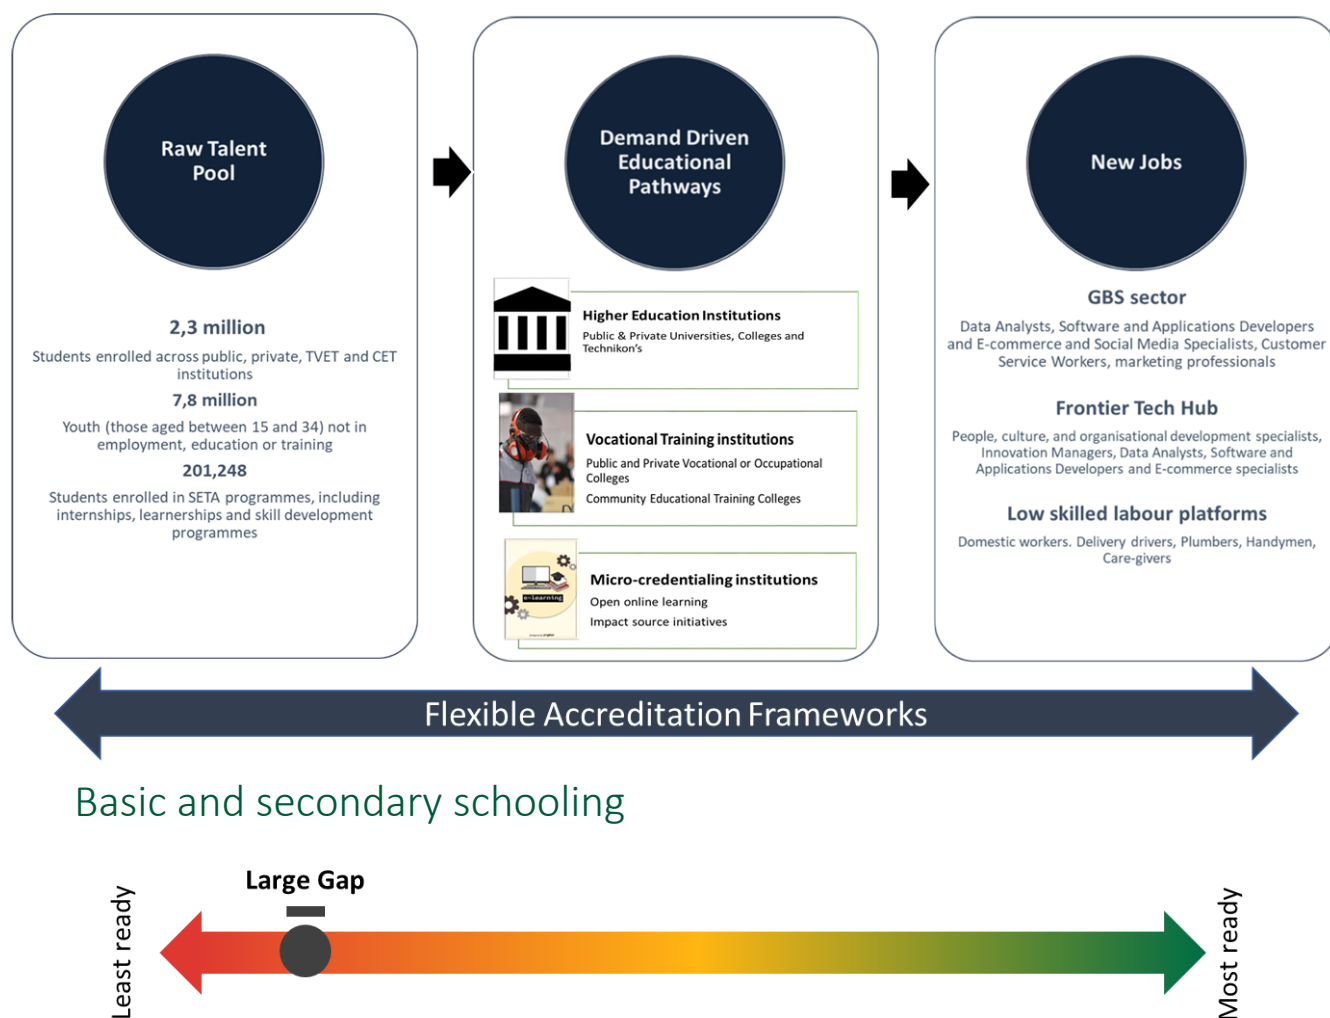 Raw Talent
Pool
2,3 million
Students enrolled across public, private, TVET and CET
institutions
7,8 million
Youth (those aged between 15 and 34) not in
employment, education or training
201,248
Students enrolled in SETA programmes, including
internships, learnerships and skill development
programmes
Demand Driven
Educational
Pathways
Higher Education Institutions
Public & Private Universities, Colleges and
Technikon's
Vocational Training institutions
Public and Private Vocational or Occupational
Colleges
Community Educational Training Colleges
e-learning
Micro-credentialing institutions
Open online learning
Impact source initiatives
New Jobs
GBS sector
Data Analysts, Software and Applications Developers
and E-commerce and Social Media Specialists, Customer
Service Workers, marketing professionals
Frontier Tech Hub
People, culture, and organisational development specialists,
Innovation Managers, Data Analysts, Software and
Applications Developers and E-commerce specialists
Low skilled labour platforms
Domestic workers. Delivery drivers, Plumbers, Handymen,
Care-givers
Flexible Accreditation Frameworks
Basic and secondary schooling
Large Gap
Least ready
Most ready